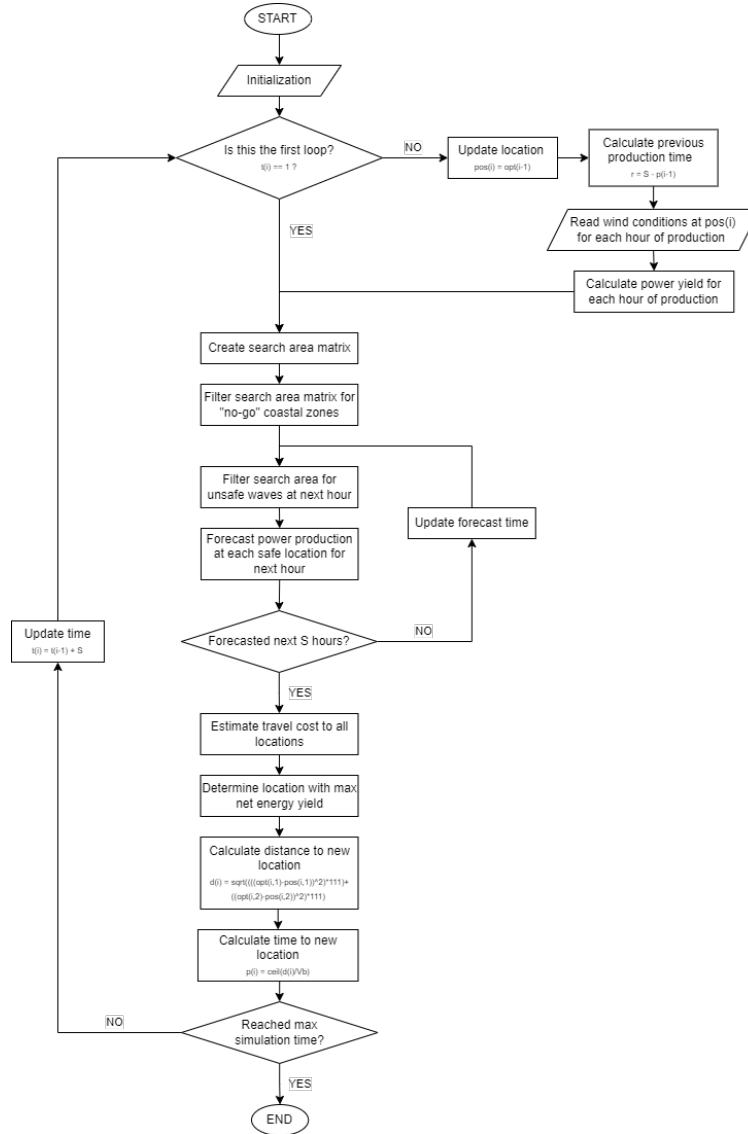 START
Initialization
Is this the first loop?
t(i) == 1 ?
NO
Update location
pos(i) = opt(i-1)
Calculate previous
production time
r = S - p(i-1)
Read wind conditions at pos(i)
for each hour of production
Calculate power yield for
each hour of production
YES
Create search area matrix
Filter search area matrix for
"no-go" coastal zones
Filter search area for
unsafe waves at next hour
Forecast power production
at each safe location for
next hour
Update forecast time
Forecasted next S hours?
NO
YES
Update time
t(i) = t(i-1) + S
Estimate travel cost to all
locations
Determine location with max
net energy yield
Calculate distance to new
location
d(i) = sqrt((((opt(i,1)-pos(i,1))^2)*111)+
((opt(i,2)-pos(i,2))^2)*111)
Calculate time to new
location
p(i) = ceil(d(i)/Vb)
Reached max
simulation time?
NO
YES
END